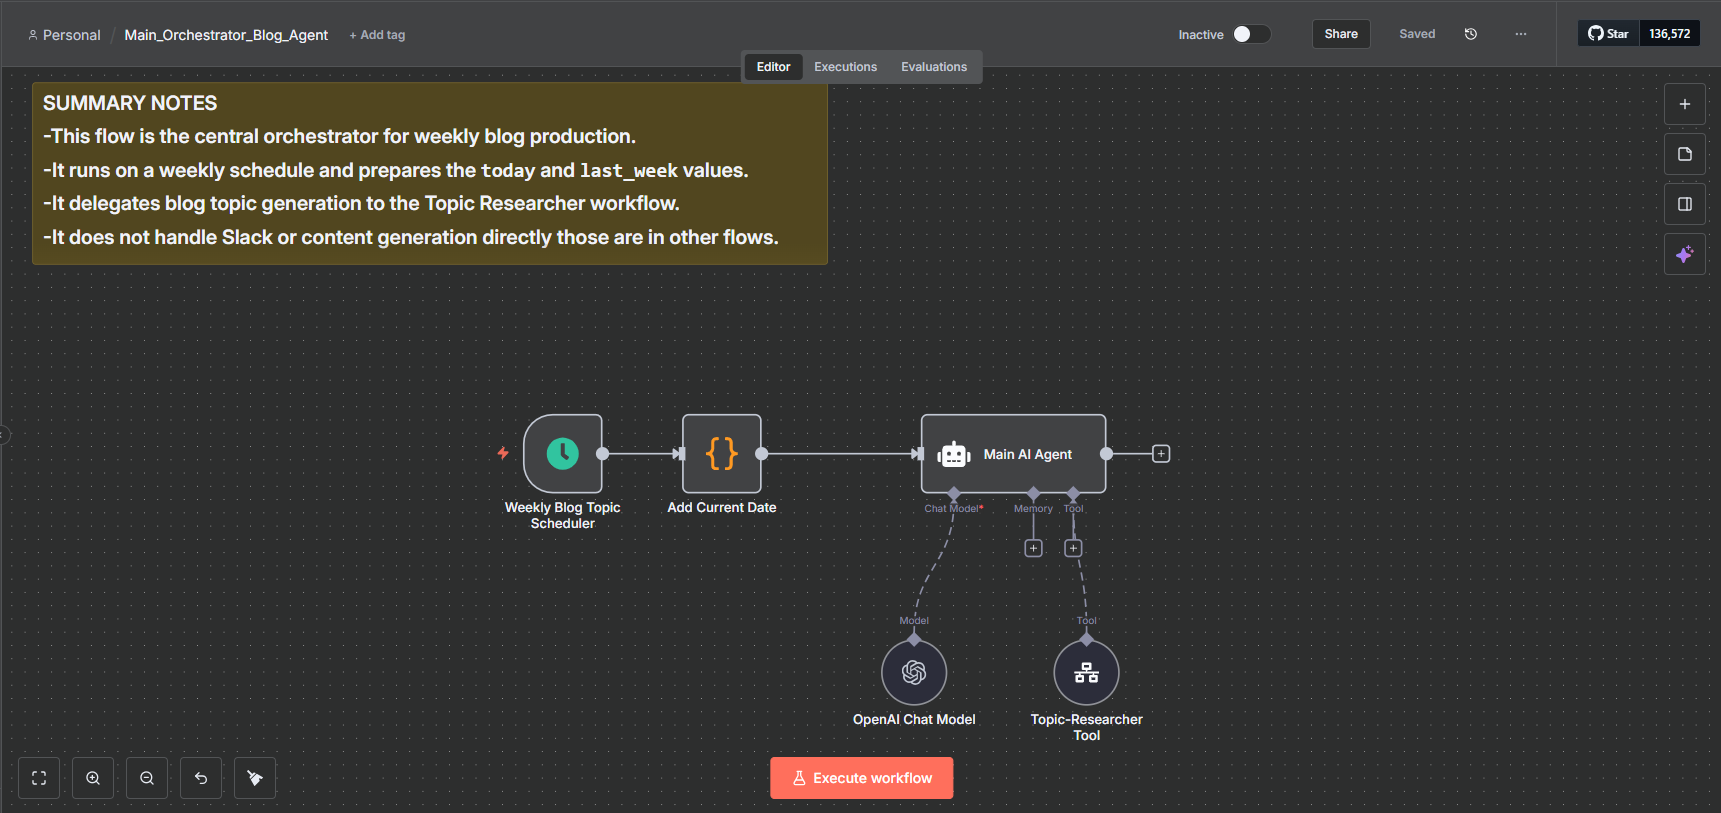 Personal / Main_Orchestrator_Blog_Agent + Add tag
Inactive Share Saved ... Star 136,572
Editor Executions Evaluations
SUMMARY NOTES
-This flow is the central orchestrator for weekly blog production.
-It runs on a weekly schedule and prepares the today and last_week values.
-It delegates blog topic generation to the Topic Researcher workflow.
-It does not handle Slack or content generation directly those are in other flows.
Main AI Agent
Weekly Blog Topic
Scheduler
Add Current Date
Chat Model*
Memory
Tool
Model
Tool
OpenAI Chat Model
Topic-Researcher
Tool
Execute workflow